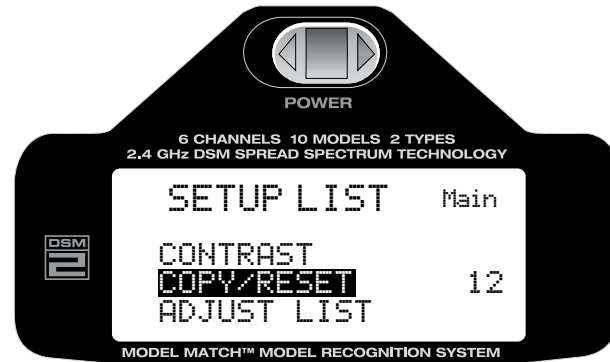 POWER
6 CHANNELS 10 MODELS 2 TYPES
2.4 GHz DSM SPREAD SPECTRUM TECHNOLOGY
SETUP LIST Main
DSM
2
CONTRAST
COPY/RESET 12
ADJUST LIST
MODEL MATCH™ MODEL RECOGNITION SYSTEM